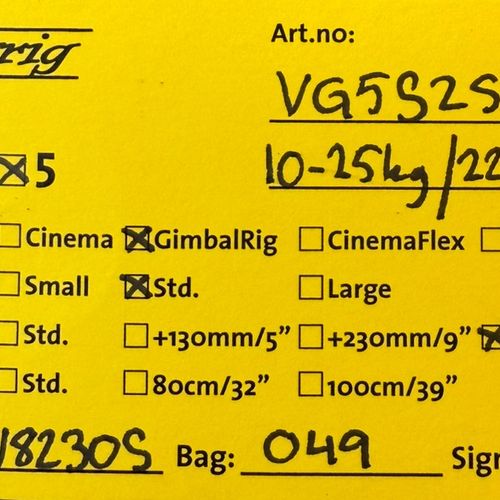 rig
Art.no:
VG5S2S
5
10-25kg/22
Cinema GimbalRig CinemaFlex
Small Std. Large
Std. +130mm/5” +230mm/9”
Std. 80cm/32” 100cm/39”
18230S Bag: 049 Sign